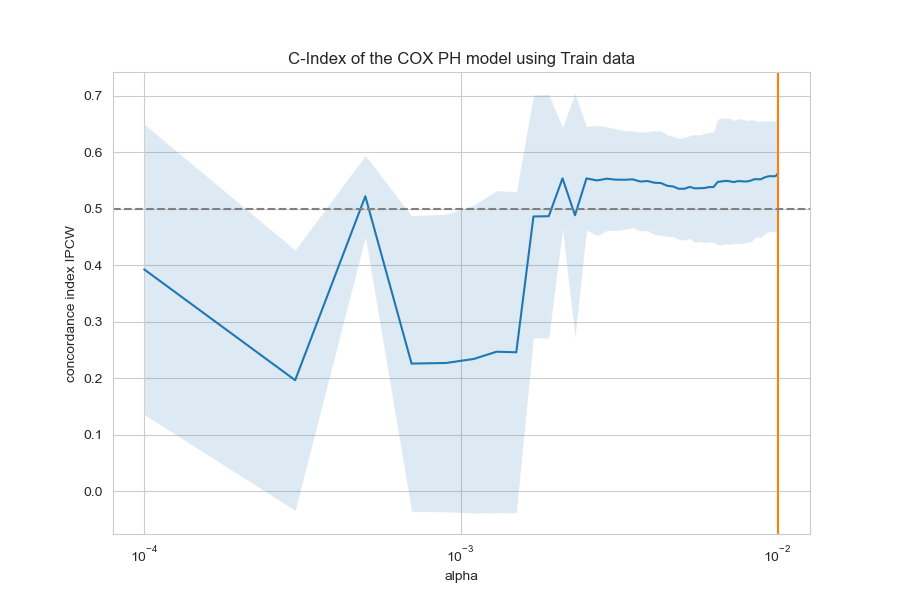 C-Index of the COX PH model using Train data
concordance index IPCW
0.7
0.6
0.5
0.4
0.3
0.2
0.1
0.0
10⁻⁴ 10⁻³ 10⁻²
alpha